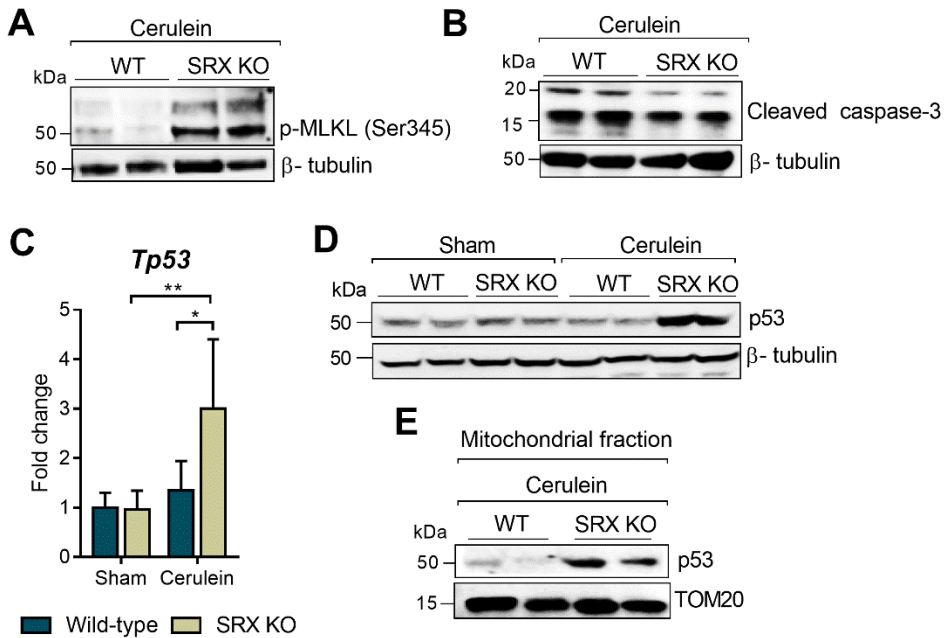 A
Cerulein
WT SRX KO
kDa
50
p-MLKL (Ser345)
50
β- tubulin
B
Cerulein
WT SRX KO
kDa
20
15
Cleaved caspase-3
50
β- tubulin
C
Tp53
**
*
Fold change
5
4
3
2
1
0
Sham Cerulein
Wild-type SRX KO
D
Sham Cerulein
WT SRX KO WT SRX KO
kDa
50
p53
50
β- tubulin
E
Mitochondrial fraction
Cerulein
WT SRX KO
kDa
50
p53
15
TOM20